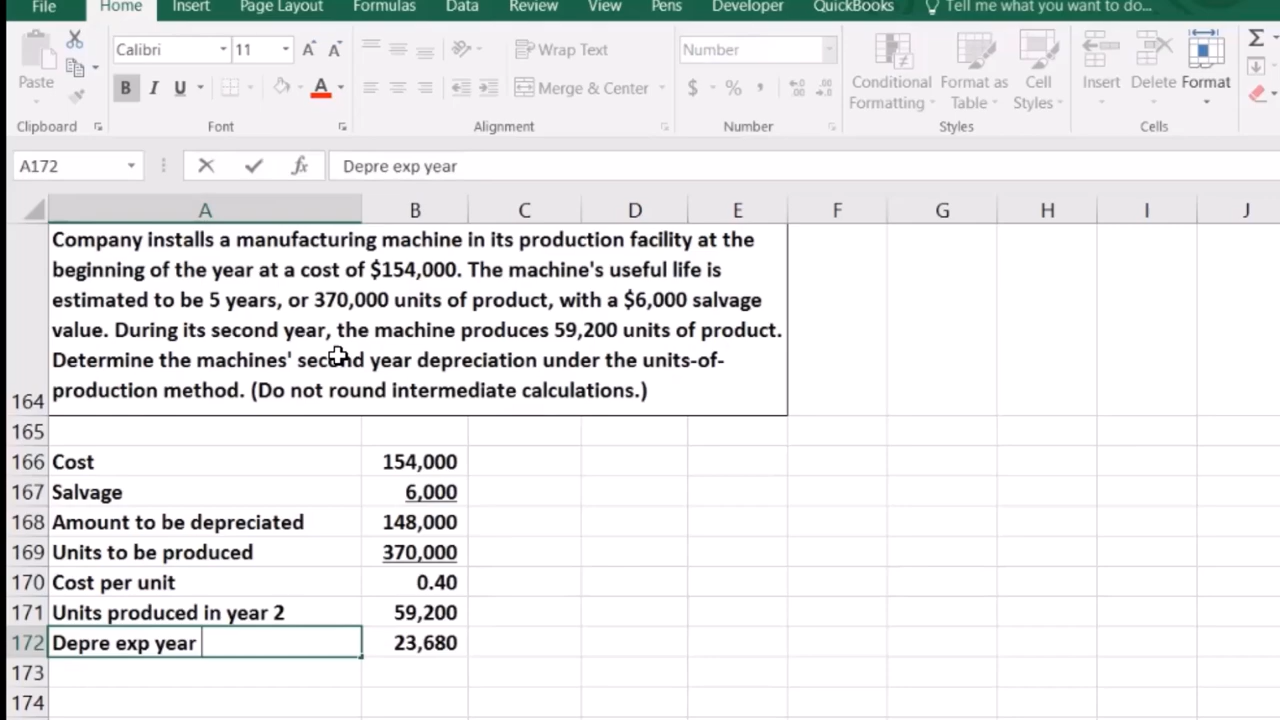 File Home Insert Page Layout Formulas Data Review View Pens Developer QuickBooks Tell me what you want to do...
Calibri 11 A A Wrap Text Number Σ
Paste B I U A Merge & Center $ % , Conditional Formatting Format as Table Cell Styles Insert Delete Format
Clipboard Font Alignment Number Styles Cells
A172 fx Depre exp year
A B C D E F G H I J
Company installs a manufacturing machine in its production facility at the
beginning of the year at a cost of $154,000. The machine's useful life is
estimated to be 5 years, or 370,000 units of product, with a $6,000 salvage
value. During its second year, the machine produces 59,200 units of product.
Determine the machines' second year depreciation under the units-of-
164 production method. (Do not round intermediate calculations.)
165
166 Cost 154,000
167 Salvage 6,000
168 Amount to be depreciated 148,000
169 Units to be produced 370,000
170 Cost per unit 0.40
171 Units produced in year 2 59,200
172 Depre exp year 23,680
173
174